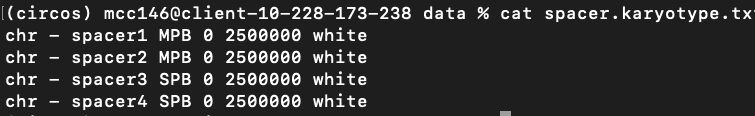 (circos) mcc146@client-10-228-173-238 data % cat spacer.karyotype.tx
chr - spacer1 MPB 0 2500000 white
chr - spacer2 MPB 0 2500000 white
chr - spacer3 SPB 0 2500000 white
chr - spacer4 SPB 0 2500000 white